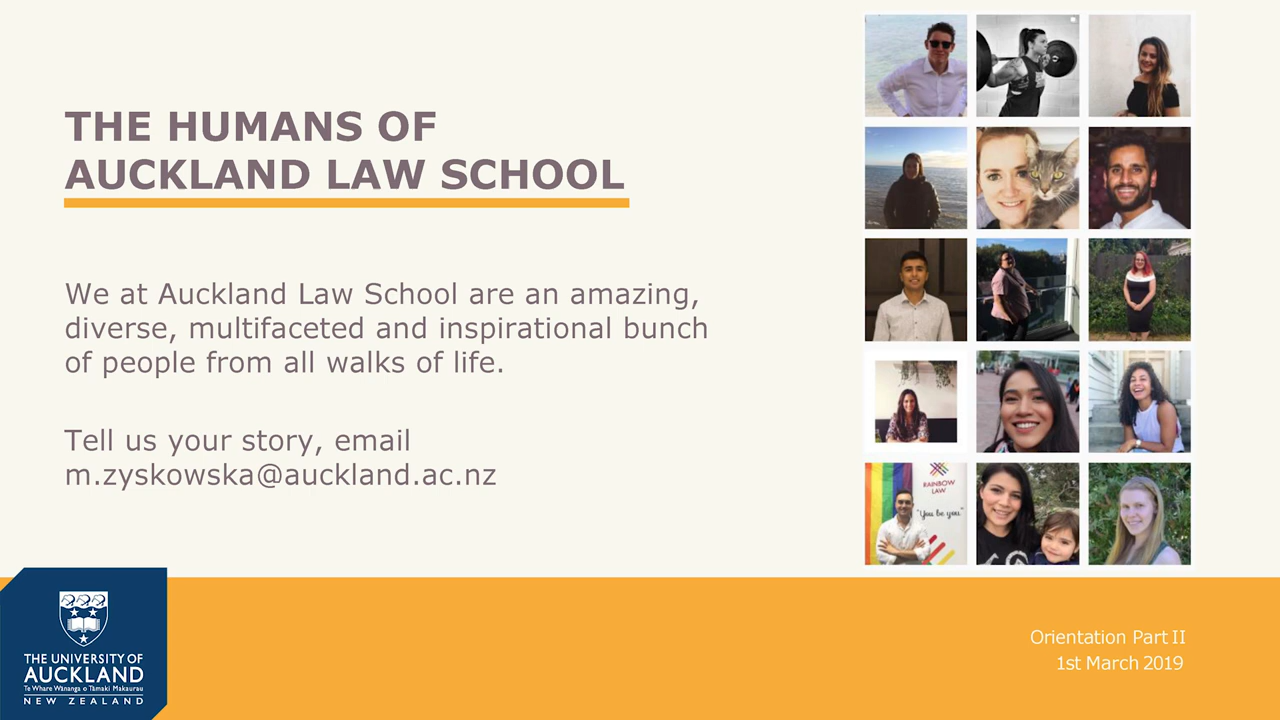 THE HUMANS OF
AUCKLAND LAW SCHOOL
We at Auckland Law School are an amazing,
diverse, multifaceted and inspirational bunch
of people from all walks of life.
Tell us your story, email
m.zyskowska@auckland.ac.nz
RAINBOW
LAW
"You be you"
THE UNIVERSITY OF
AUCKLAND
Te Whare Wānanga o Tāmaki Makaurau
NEW ZEALAND
Orientation Part II
1st March 2019